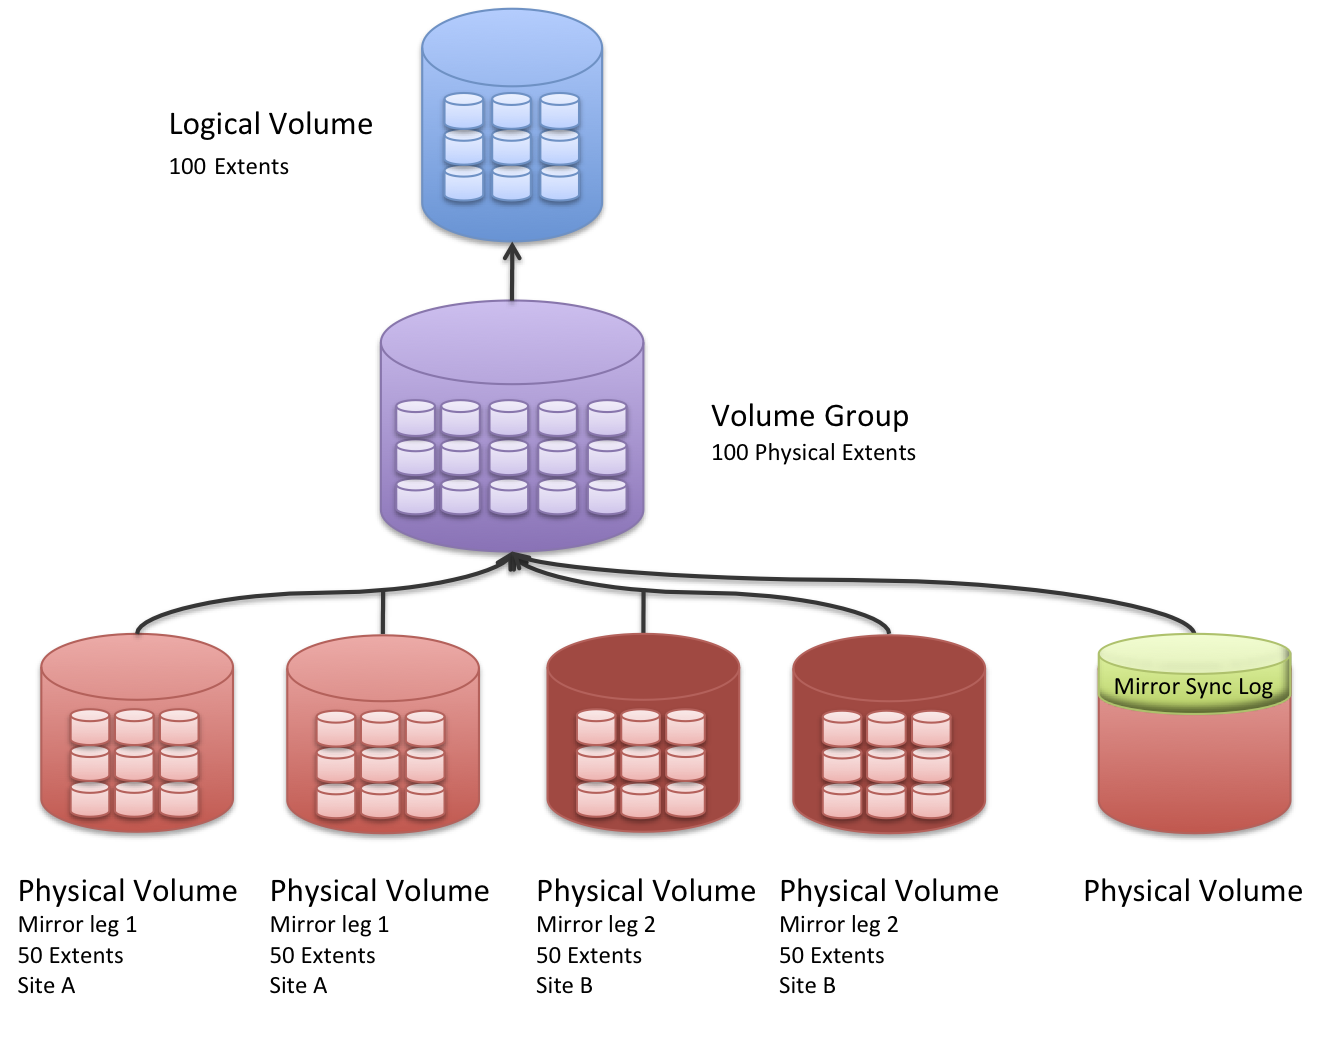 Logical Volume
100 Extents
Volume Group
100 Physical Extents
Mirror Sync Log
Physical Volume
Mirror leg 1
50 Extents
Site A
Physical Volume
Mirror leg 1
50 Extents
Site A
Physical Volume
Mirror leg 2
50 Extents
Site B
Physical Volume
Mirror leg 2
50 Extents
Site B
Physical Volume